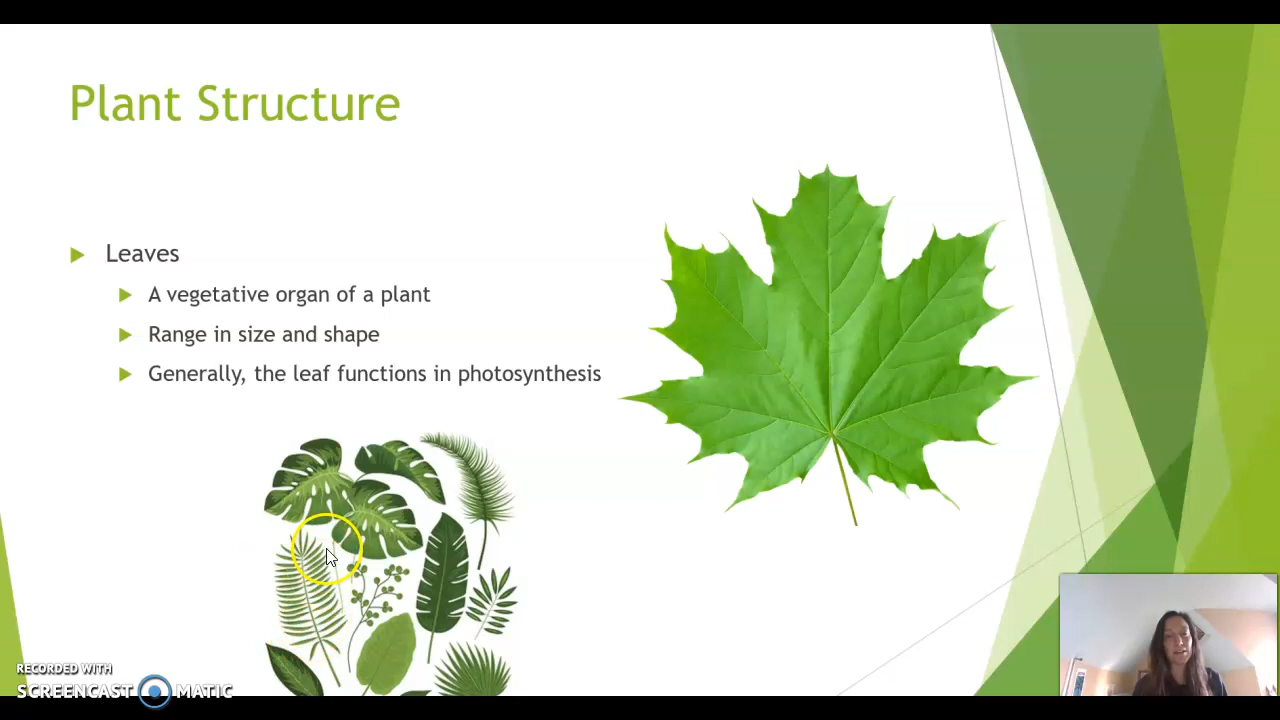 Plant Structure
Leaves
A vegetative organ of a plant
Range in size and shape
Generally, the leaf functions in photosynthesis
RECORDED WITH
SCREENCAST MATIC